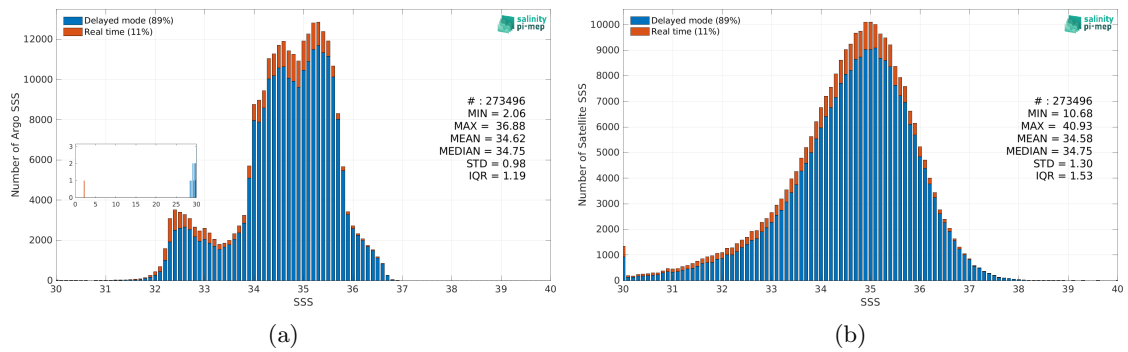 Delayed mode (89%)
Real time (11%)
salinity
pi-mep
12000
10000
8000
6000
4000
2000
0
Number of Argo SSS
# : 273496
MIN = 2.06
MAX = 36.88
MEAN = 34.62
MEDIAN = 34.75
STD = 0.98
IQR = 1.19
3
2
1
0
0 5 10 15 20 25 30
30 31 32 33 34 35 36 37 38 39 40
SSS
(a)
Delayed mode (89%)
Real time (11%)
salinity
pi-mep
10000
9000
8000
7000
6000
5000
4000
3000
2000
1000
0
Number of Satellite SSS
# : 273496
MIN = 10.68
MAX = 40.93
MEAN = 34.58
MEDIAN = 34.75
STD = 1.30
IQR = 1.53
30 31 32 33 34 35 36 37 38 39 40
SSS
(b)